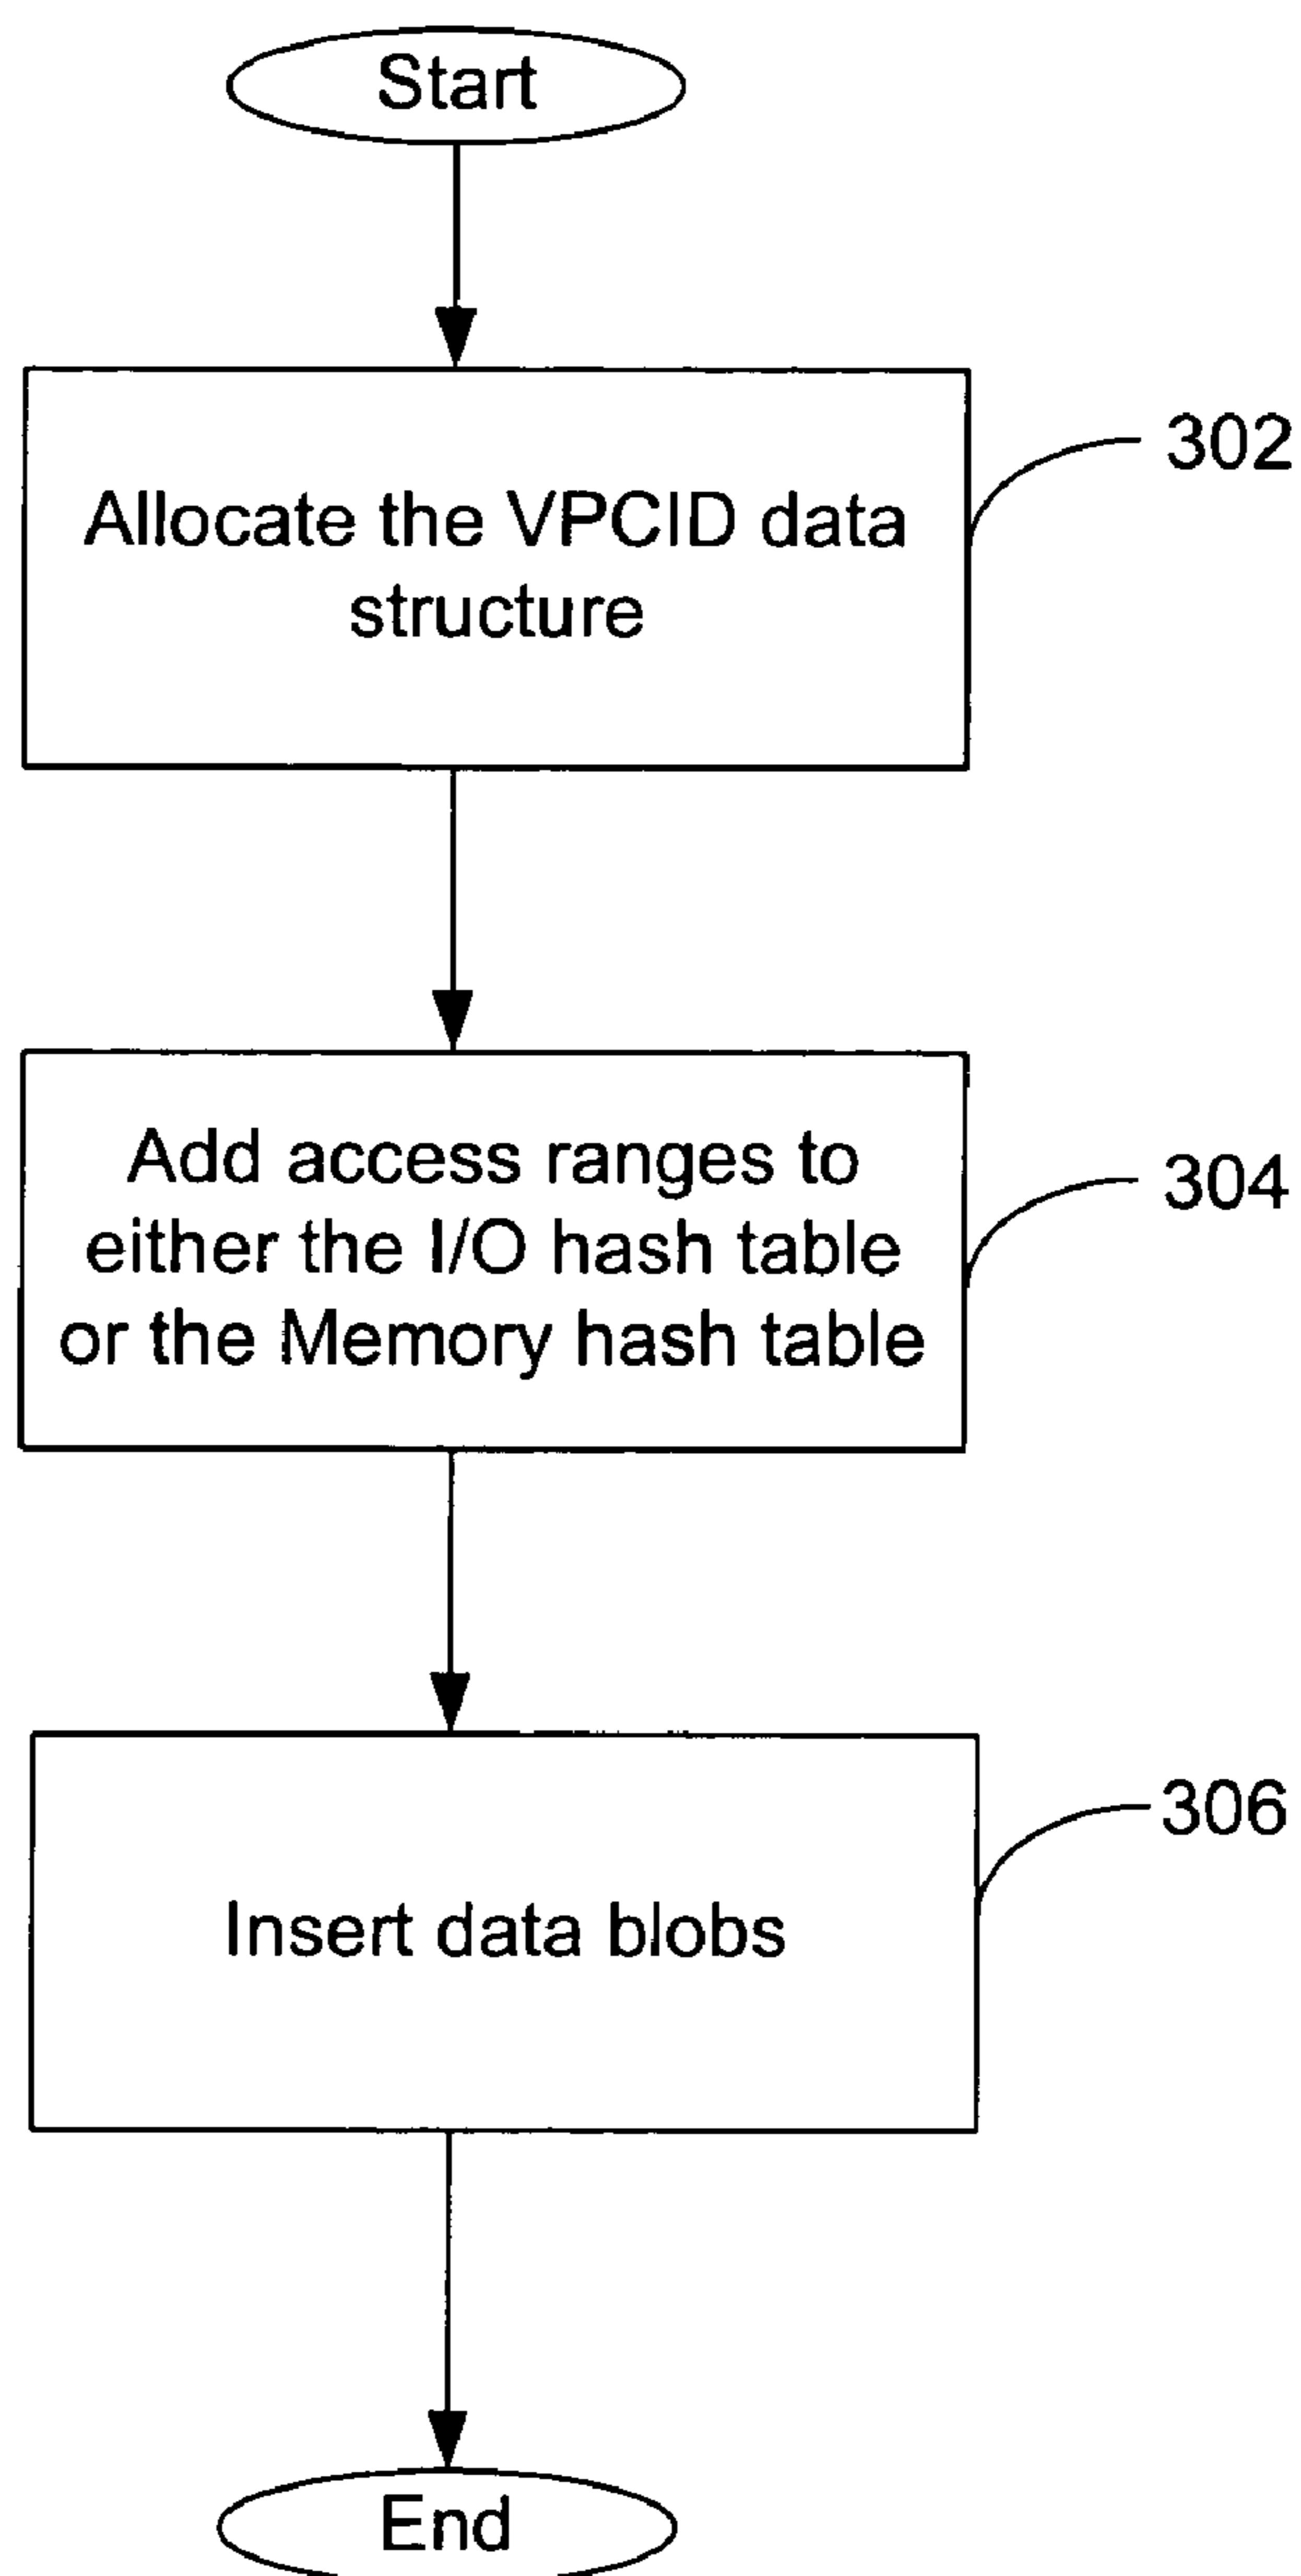 Start
Allocate the VPCID data
structure
302
Add access ranges to
either the I/O hash table
or the Memory hash table
304
Insert data blobs
306
End